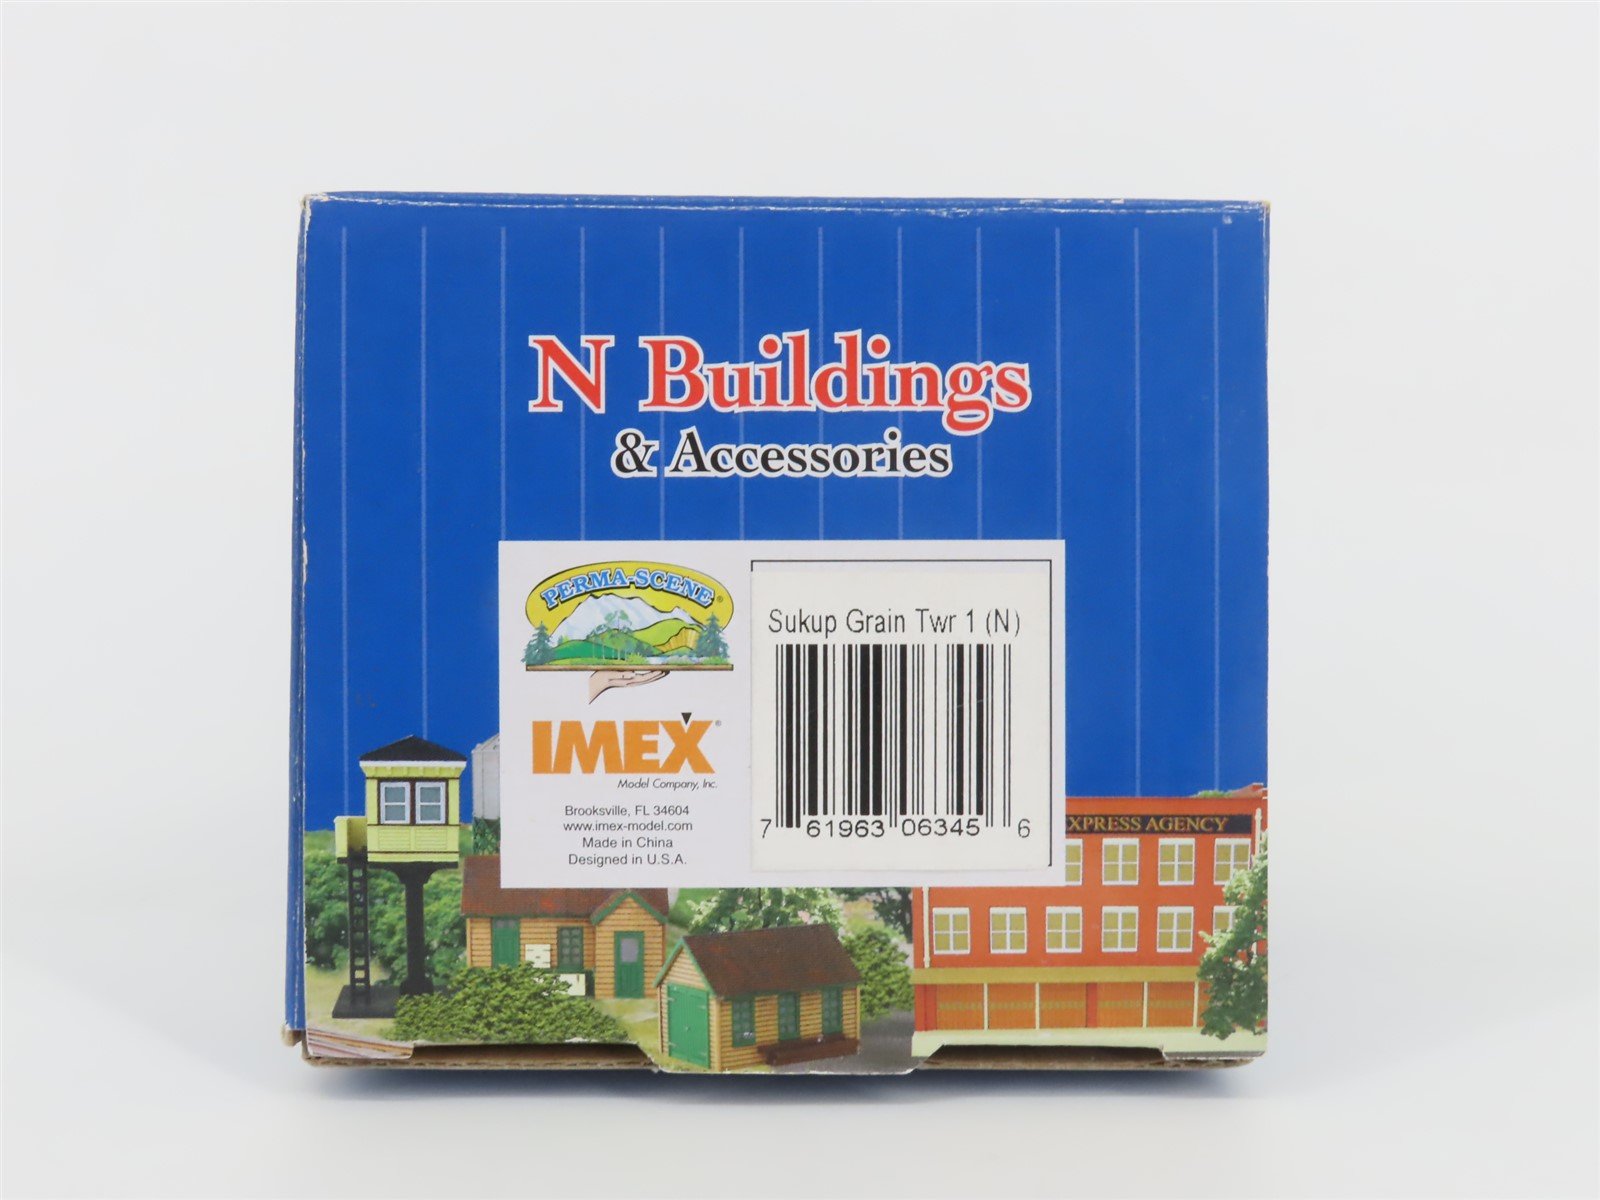 N Buildings
& Accessories
PERMA-SCENE®
IMEX®
Model Company, Inc.
Brooksville, FL 34604
www.imex-model.com
Made in China
Designed in U.S.A.
Sukup Grain Twr 1 (N)
7 61963 06345 6
XPRESS AGENCY